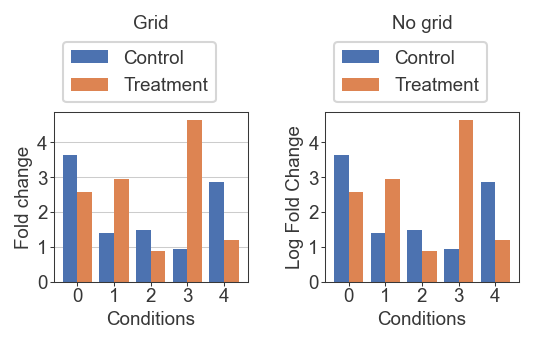 Grid
Control
Treatment
Fold change
4
3
2
1
0
0 1 2 3 4
Conditions
No grid
Control
Treatment
Log Fold Change
4
3
2
1
0
0 1 2 3 4
Conditions